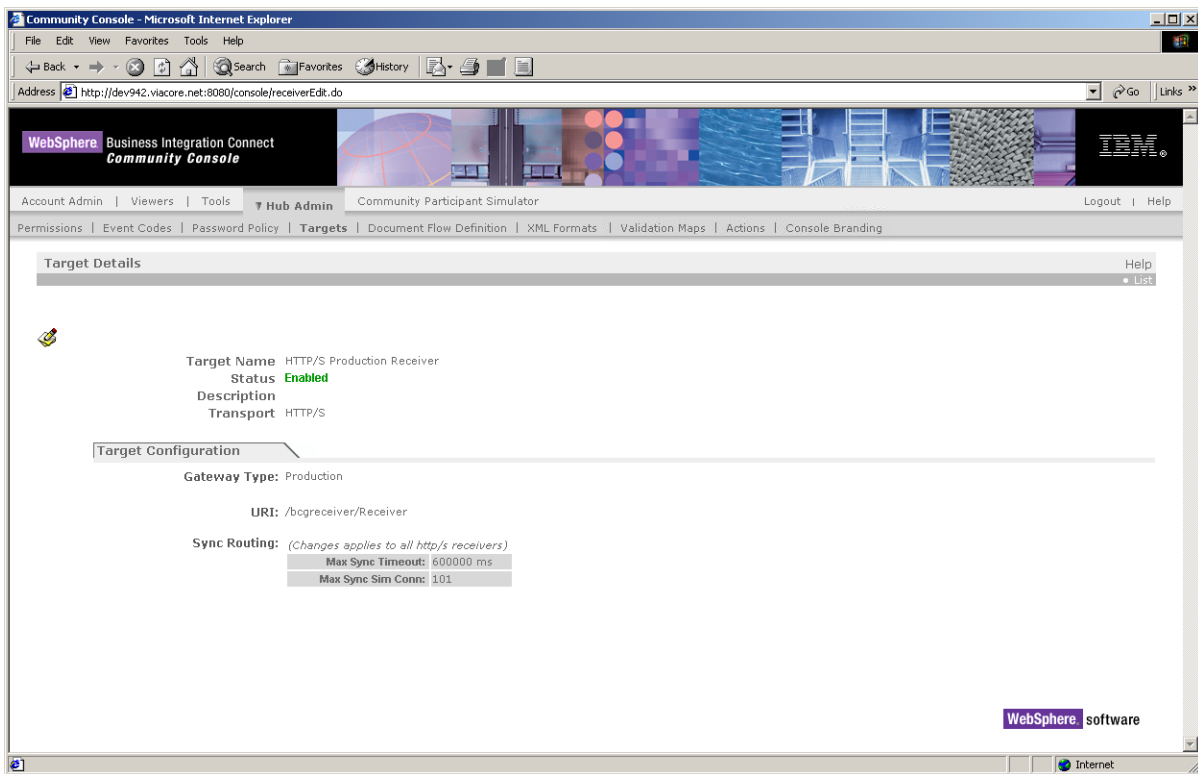 Community Console - Microsoft Internet Explorer
File Edit View Favorites Tools Help
Back Search Favorites History
Address http://dev942.viacore.net:8080/console/receiverEdit.do Go Links »
WebSphere. Business Integration Connect
Community Console
IBM®
Account Admin | Viewers | Tools Hub Admin Community Participant Simulator Logout | Help
Permissions | Event Codes | Password Policy | Targets | Document Flow Definition | XML Formats | Validation Maps | Actions | Console Branding
Target Details Help
• List
Target Name HTTP/S Production Receiver
Status Enabled
Description
Transport HTTP/S
Target Configuration
Gateway Type: Production
URI: /bcgreceiver/Receiver
Sync Routing: (Changes applies to all http/s receivers)
Max Sync Timeout: 600000 ms
Max Sync Sim Conn: 101
WebSphere. software
Internet